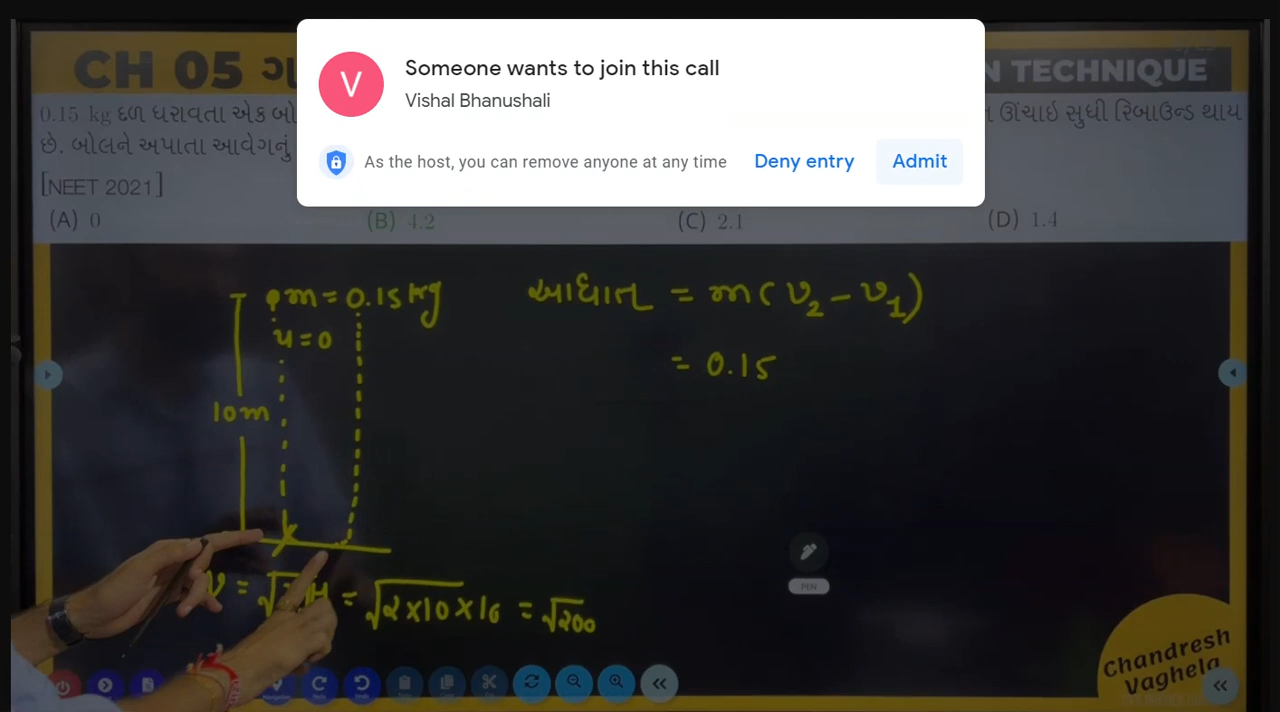 Someone wants to join this call
V
Vishal Bhanushali
As the host, you can remove anyone at any time
Deny entry
Admit
CH 05
TECHNIQUE
0.15 kg દળ ધરાવતા એક
ઊંચાઇ સુધી રિબાઉન્ડ થાય
છે. બોલને અપાતા આવેગનું
[NEET 2021]
(A) 0
(B) 4.2
(C) 2.1
(D) 1.4
m = 0.15 kg
આઘાત = m(v₂ - v₁)
u = 0
= 0.15
10m
PEN
= √2×10×10 = √200
Chandresh
Vaghela